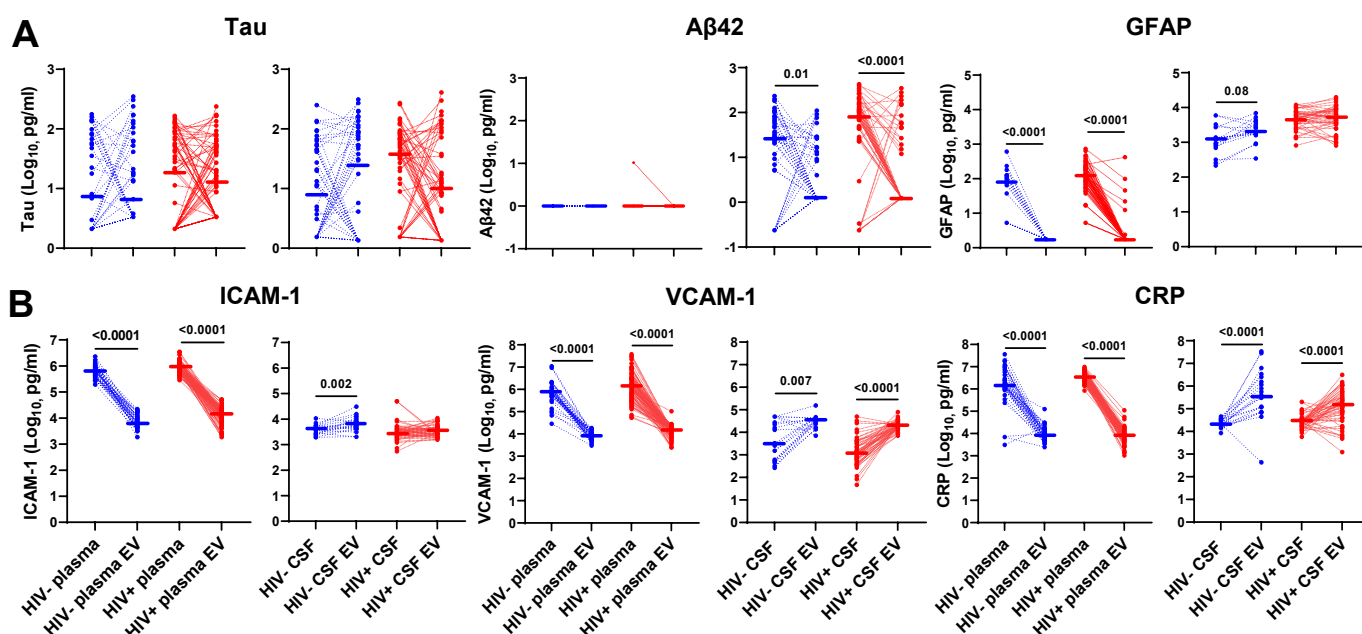 A
Tau
Aβ42
GFAP
Tau (Log10, pg/ml)
3
2
1
0
3
2
1
0
Aβ42 (Log10, pg/ml)
3
2
1
0
-1
3
2
1
0
-1
0.01
<0.0001
GFAP (Log10, pg/ml)
5
4
3
2
1
0
<0.0001
<0.0001
5
4
3
2
1
0
0.08
B
ICAM-1
VCAM-1
CRP
ICAM-1 (Log10, pg/ml)
7
6
5
4
3
2
1
0
<0.0001
<0.0001
7
6
5
4
3
2
1
0
0.002
VCAM-1 (Log10, pg/ml)
8
7
6
5
4
3
2
1
0
<0.0001
<0.0001
8
7
6
5
4
3
2
1
0
0.007
<0.0001
CRP (Log10, pg/ml)
8
7
6
5
4
3
2
1
0
<0.0001
<0.0001
8
7
6
5
4
3
2
1
0
<0.0001
<0.0001
HIV- plasma
HIV- plasma EV
HIV+ plasma
HIV+ plasma EV
HIV- CSF
HIV- CSF EV
HIV+ CSF
HIV+ CSF EV
HIV- plasma
HIV- plasma EV
HIV+ plasma
HIV+ plasma EV
HIV- CSF
HIV- CSF EV
HIV+ CSF
HIV+ CSF EV
HIV- plasma
HIV- plasma EV
HIV+ plasma
HIV+ plasma EV
HIV- CSF
HIV- CSF EV
HIV+ CSF
HIV+ CSF EV